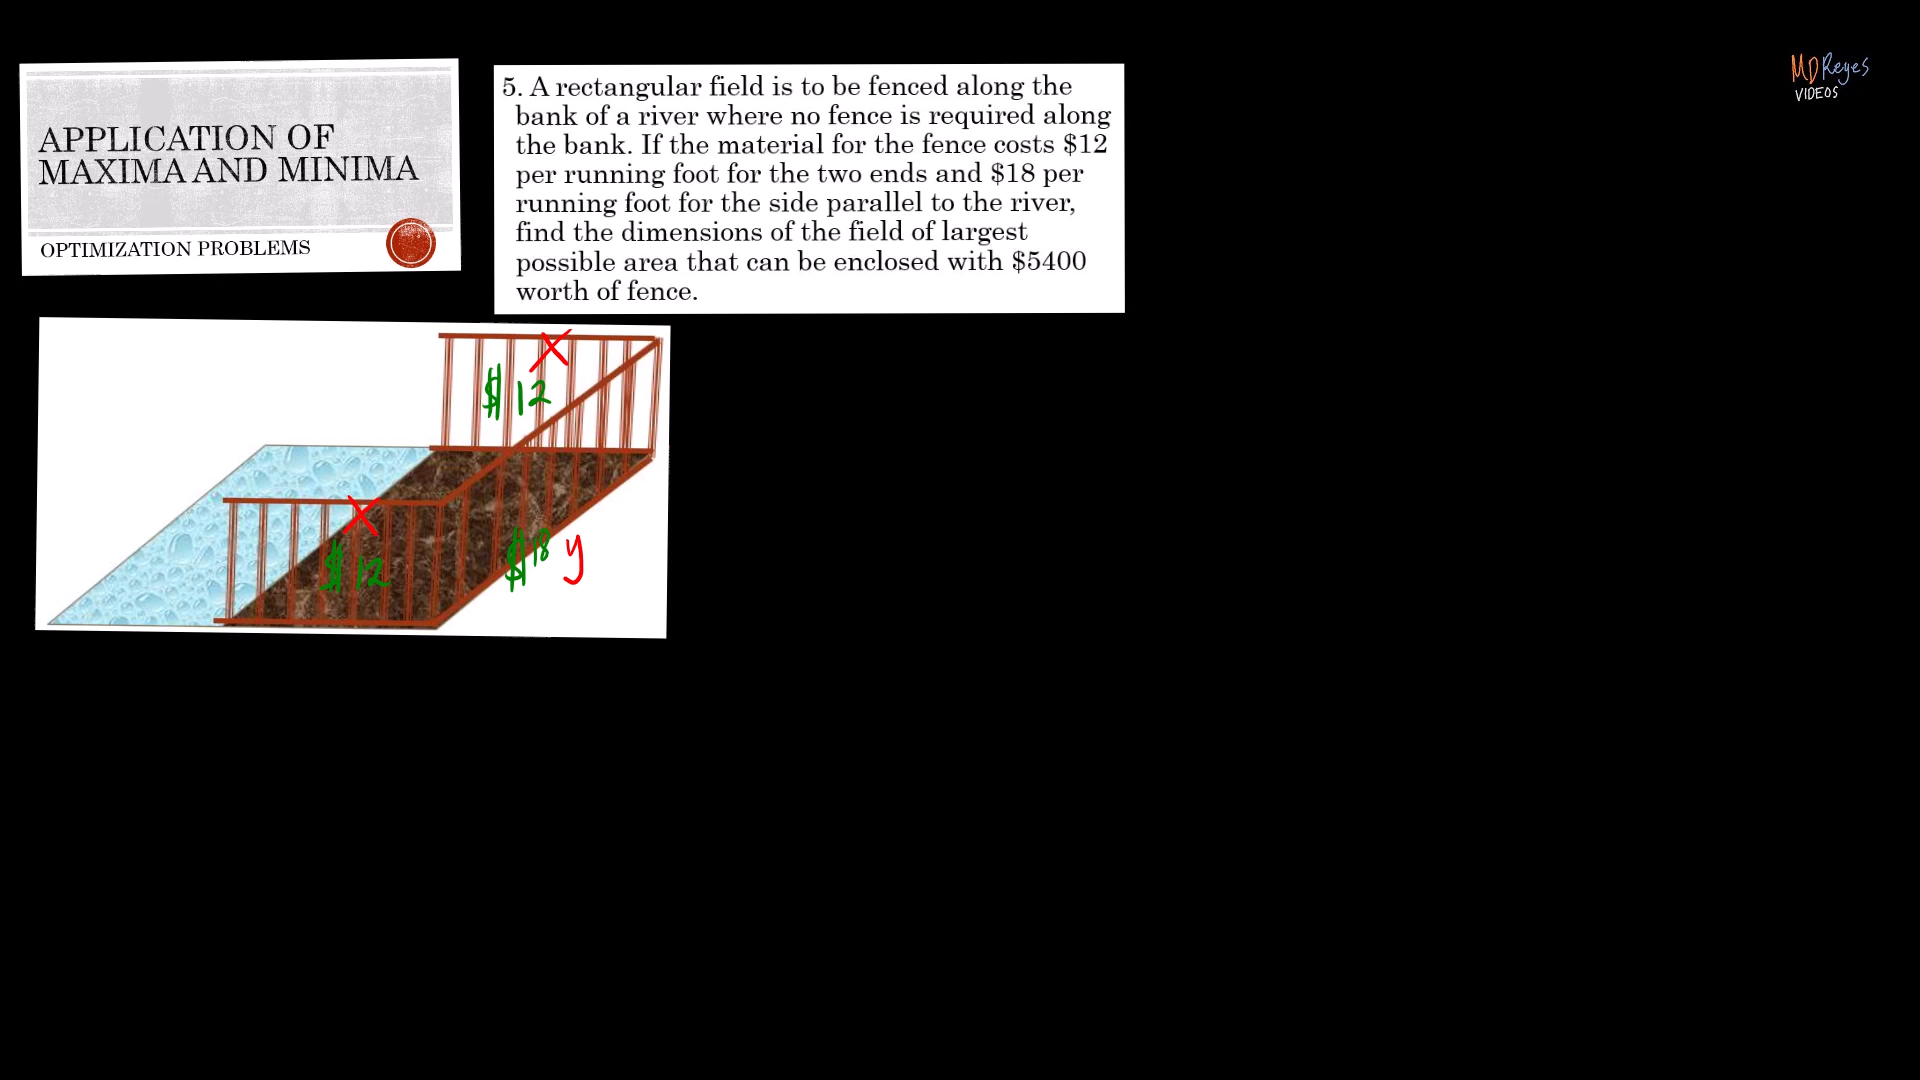 APPLICATION OF
MAXIMA AND MINIMA
OPTIMIZATION PROBLEMS
5. A rectangular field is to be fenced along the
bank of a river where no fence is required along
the bank. If the material for the fence costs $12
per running foot for the two ends and $18 per
running foot for the side parallel to the river,
find the dimensions of the field of largest
possible area that can be enclosed with $5400
worth of fence.
MDReyes
VIDEOS
x
$12
x
$12
$18 y